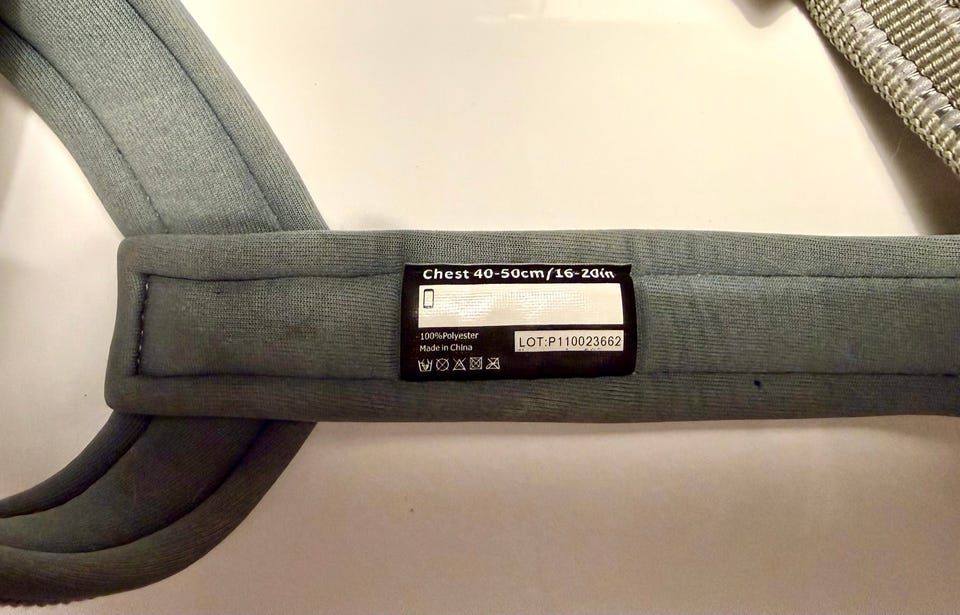 Chest 40-50cm/16-20in
100%Polyester
Made in China
LOT:P110023662